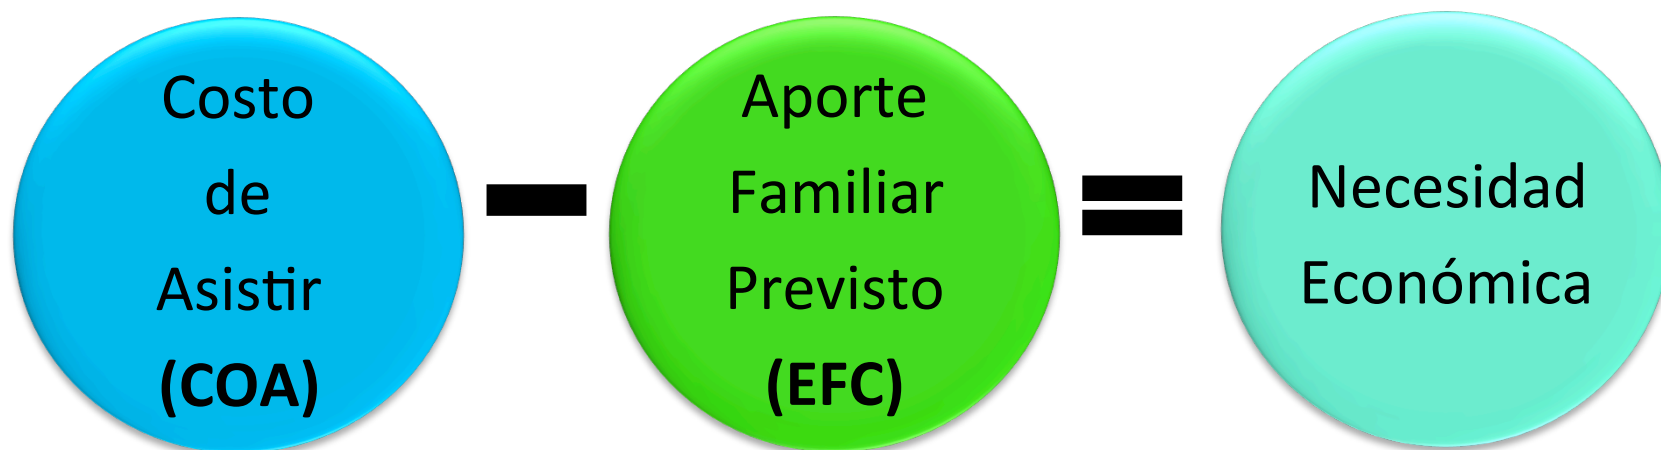 Costo
de
Asistir
(COA)
Aporte
Familiar
Previsto
(EFC)
Necesidad
Económica